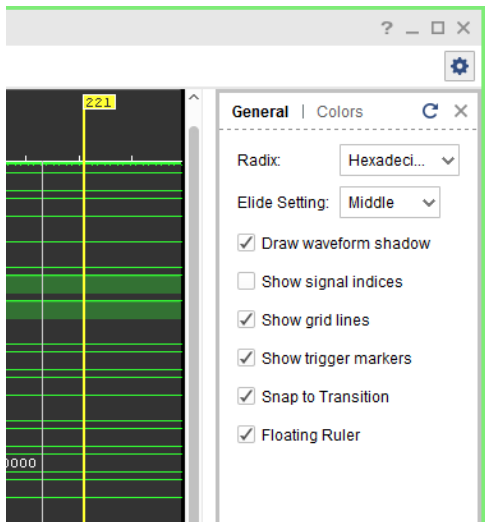 ?
221
General | Colors
Radix: Hexadeci...
Elide Setting: Middle
Draw waveform shadow
Show signal indices
Show grid lines
Show trigger markers
Snap to Transition
Floating Ruler
0000